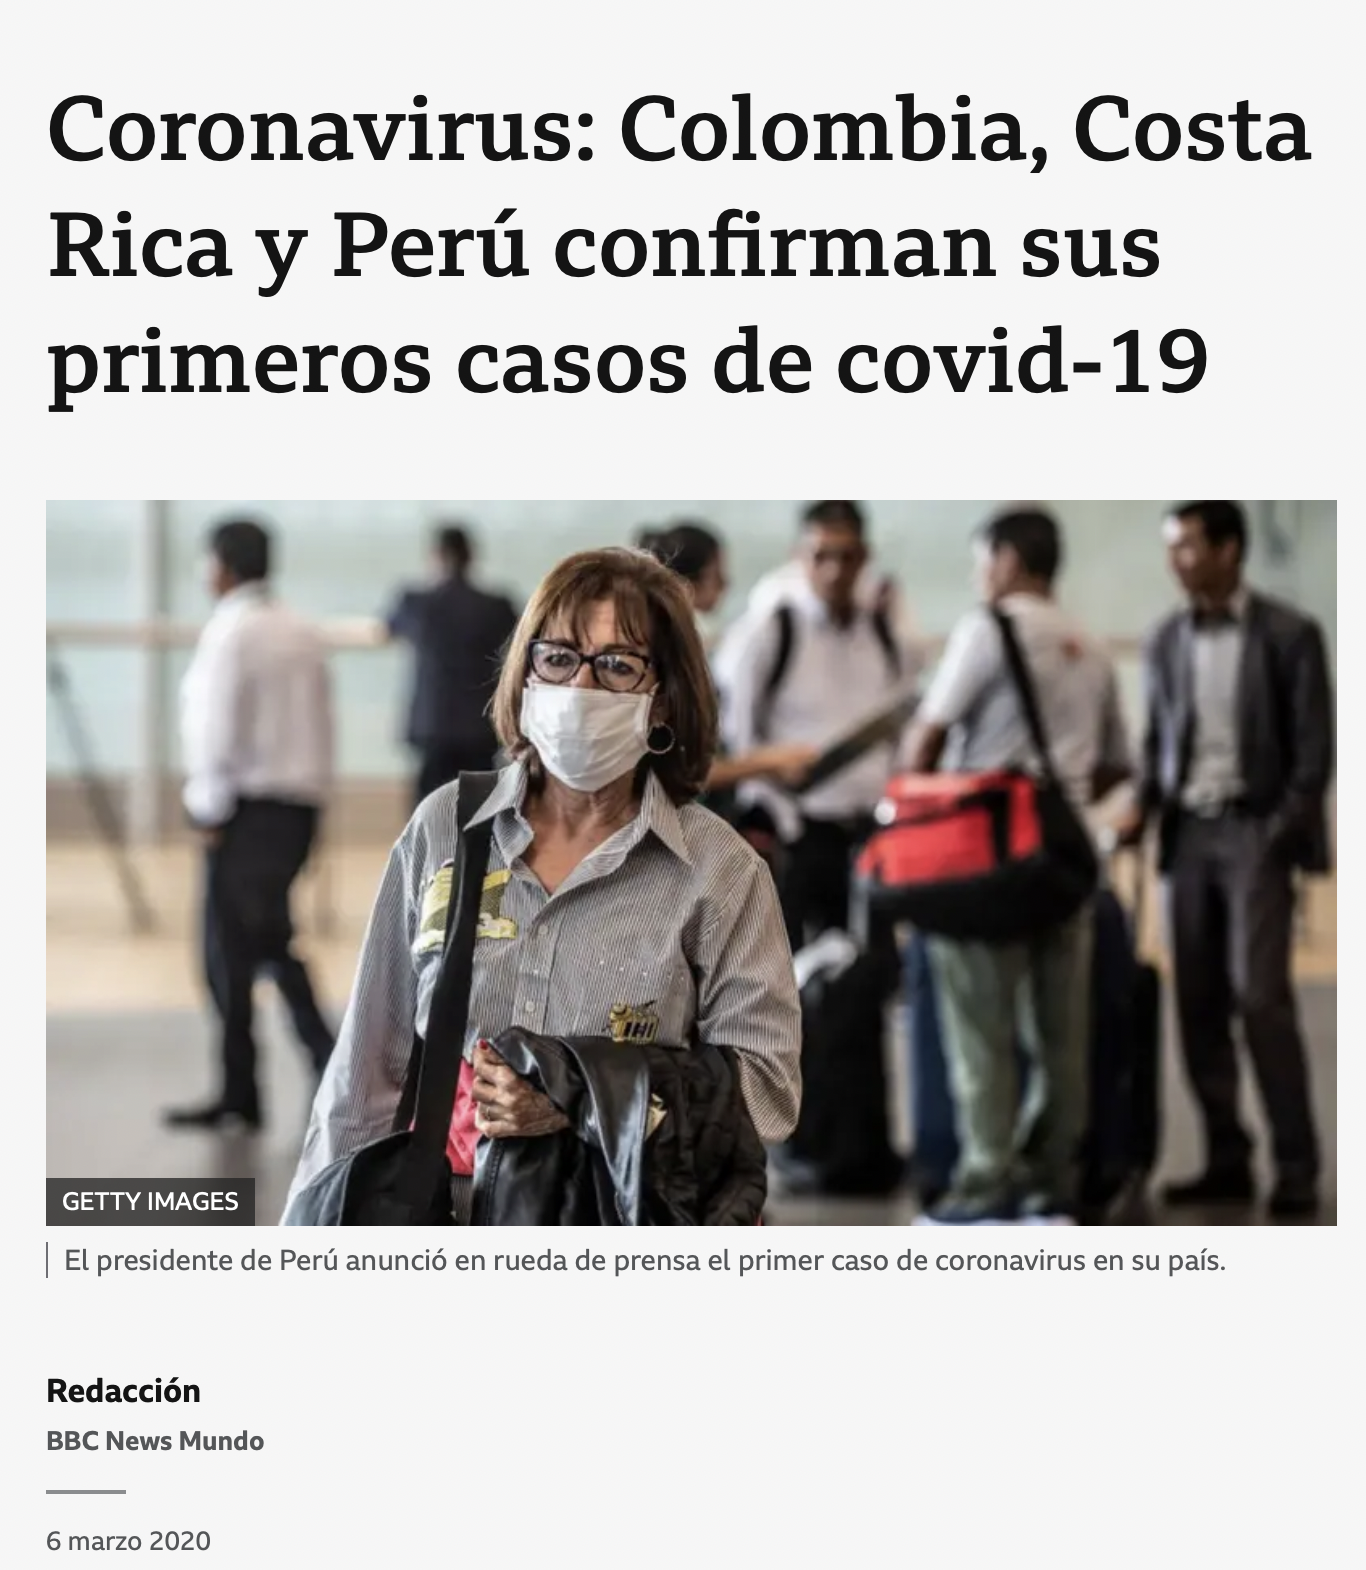 Coronavirus: Colombia, Costa
Rica y Perú confirman sus
primeros casos de covid-19
GETTY IMAGES
El presidente de Perú anunció en rueda de prensa el primer caso de coronavirus en su país.
Redacción
BBC News Mundo
6 marzo 2020